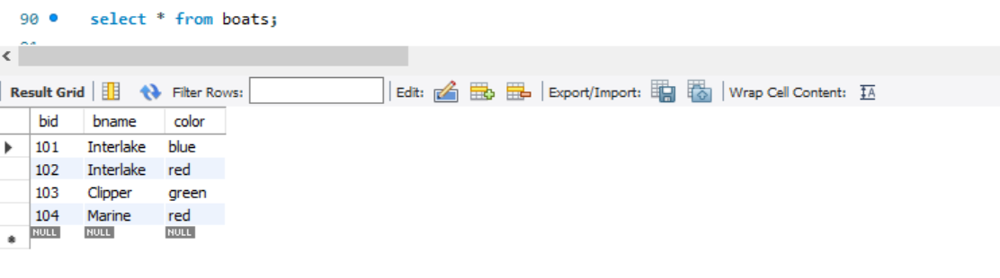 90 select * from boats;
Result Grid Filter Rows: Edit: Export/Import: Wrap Cell Content:
bid bname color
101 Interlake blue
102 Interlake red
103 Clipper green
104 Marine red
NULL NULL NULL